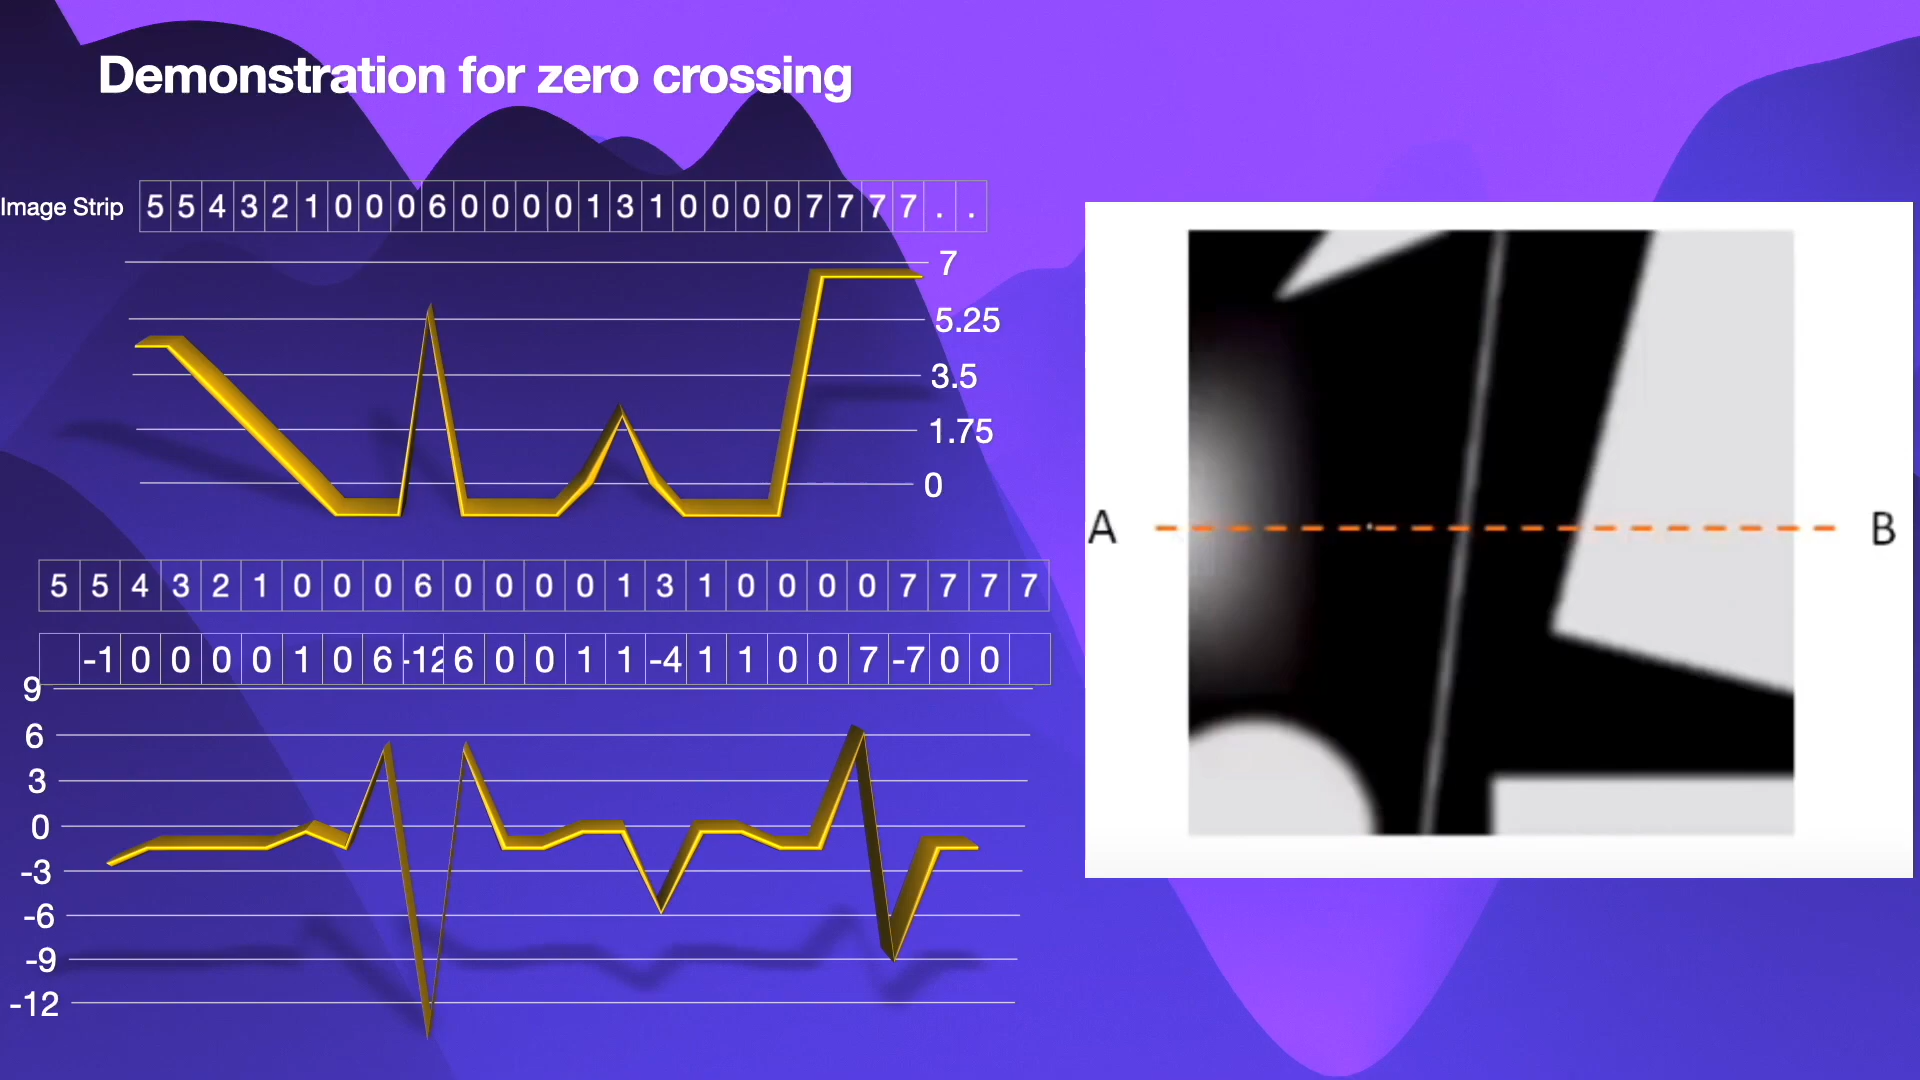 Demonstration for zero crossing
Image Strip 5 5 4 3 2 1 0 0 0 6 0 0 0 0 1 3 1 0 0 0 0 7 7 7 7 . .
7
5.25
3.5
1.75
0
5 5 4 3 2 1 0 0 0 6 0 0 0 0 1 3 1 0 0 0 0 7 7 7 7
-1 0 0 0 0 1 0 6 -12 6 0 0 1 1 -4 1 1 0 0 7 -7 0 0
9
6
3
0
-3
-6
-9
-12
A B